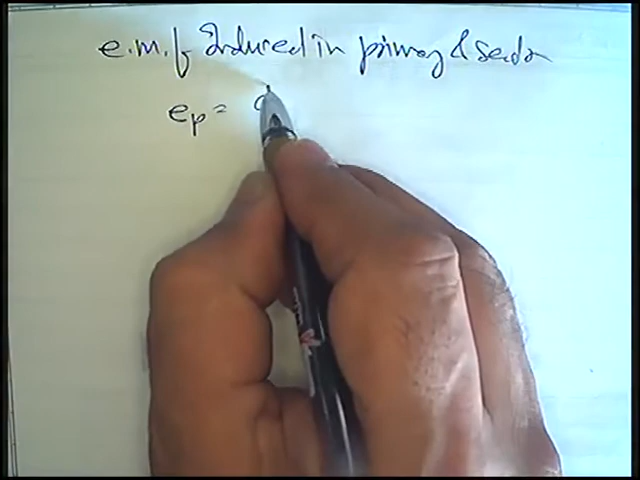 e.m.f Induced in primary &
ep =